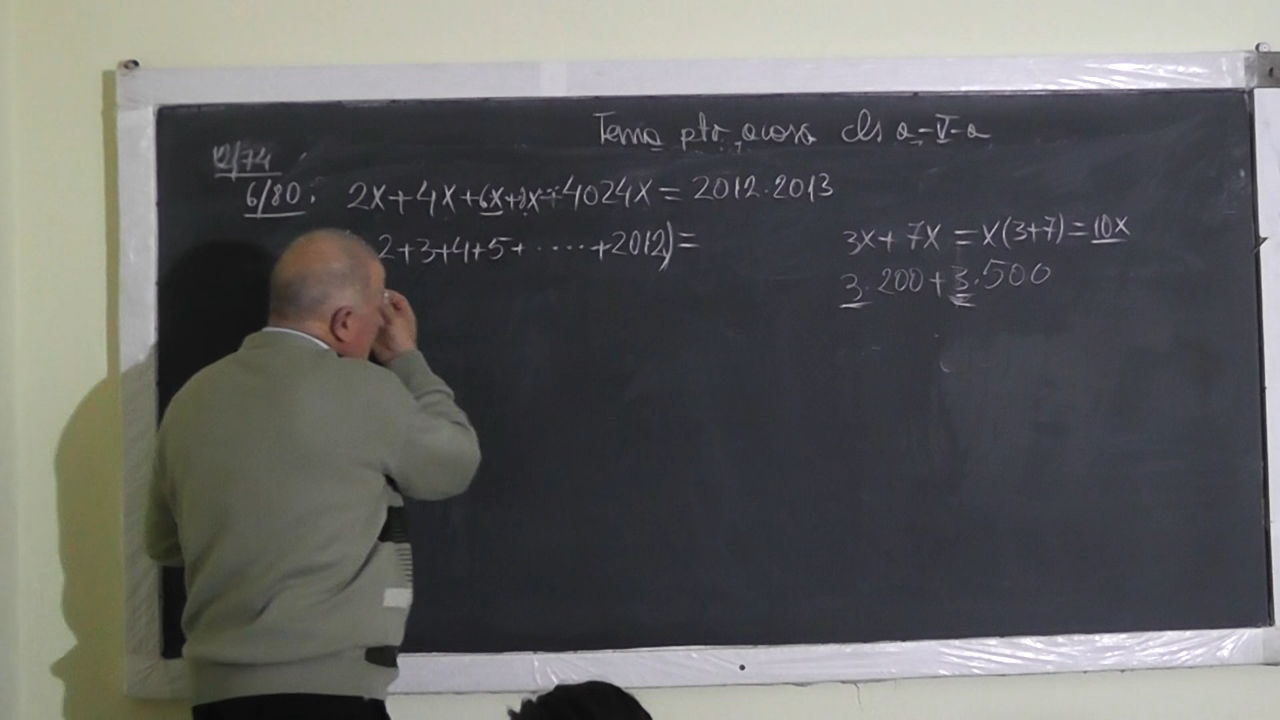 Tema ptr. acasa cls a-V-a
12/74
6/80: 2x+4x+6x+8x+4024x=2012.2013
2+3+4+5+......+2012)=
3x+7x=x(3+7)=10x
3.200+3.500